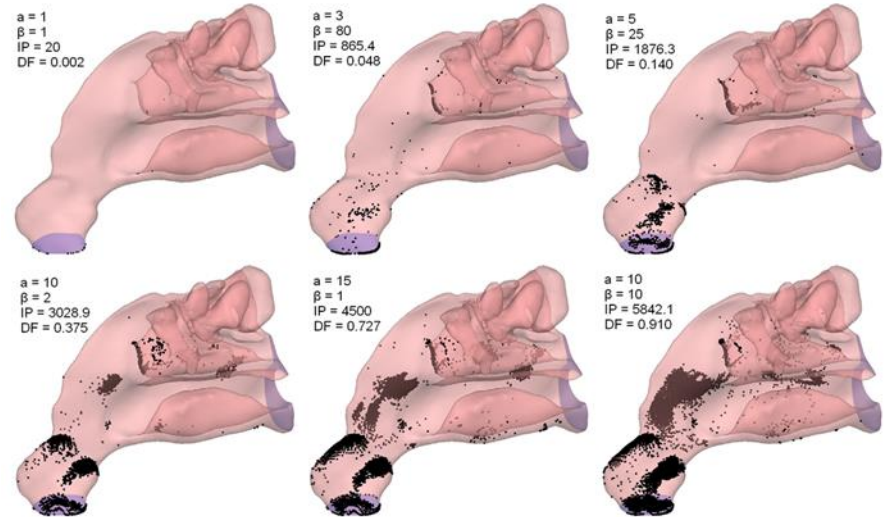 a = 1
β = 1
IP = 20
DF = 0.002
a = 3
β = 80
IP = 865.4
DF = 0.048
a = 5
β = 25
IP = 1876.3
DF = 0.140
a = 10
β = 2
IP = 3028.9
DF = 0.375
a = 15
β = 1
IP = 4500
DF = 0.727
a = 10
β = 10
IP = 5842.1
DF = 0.910